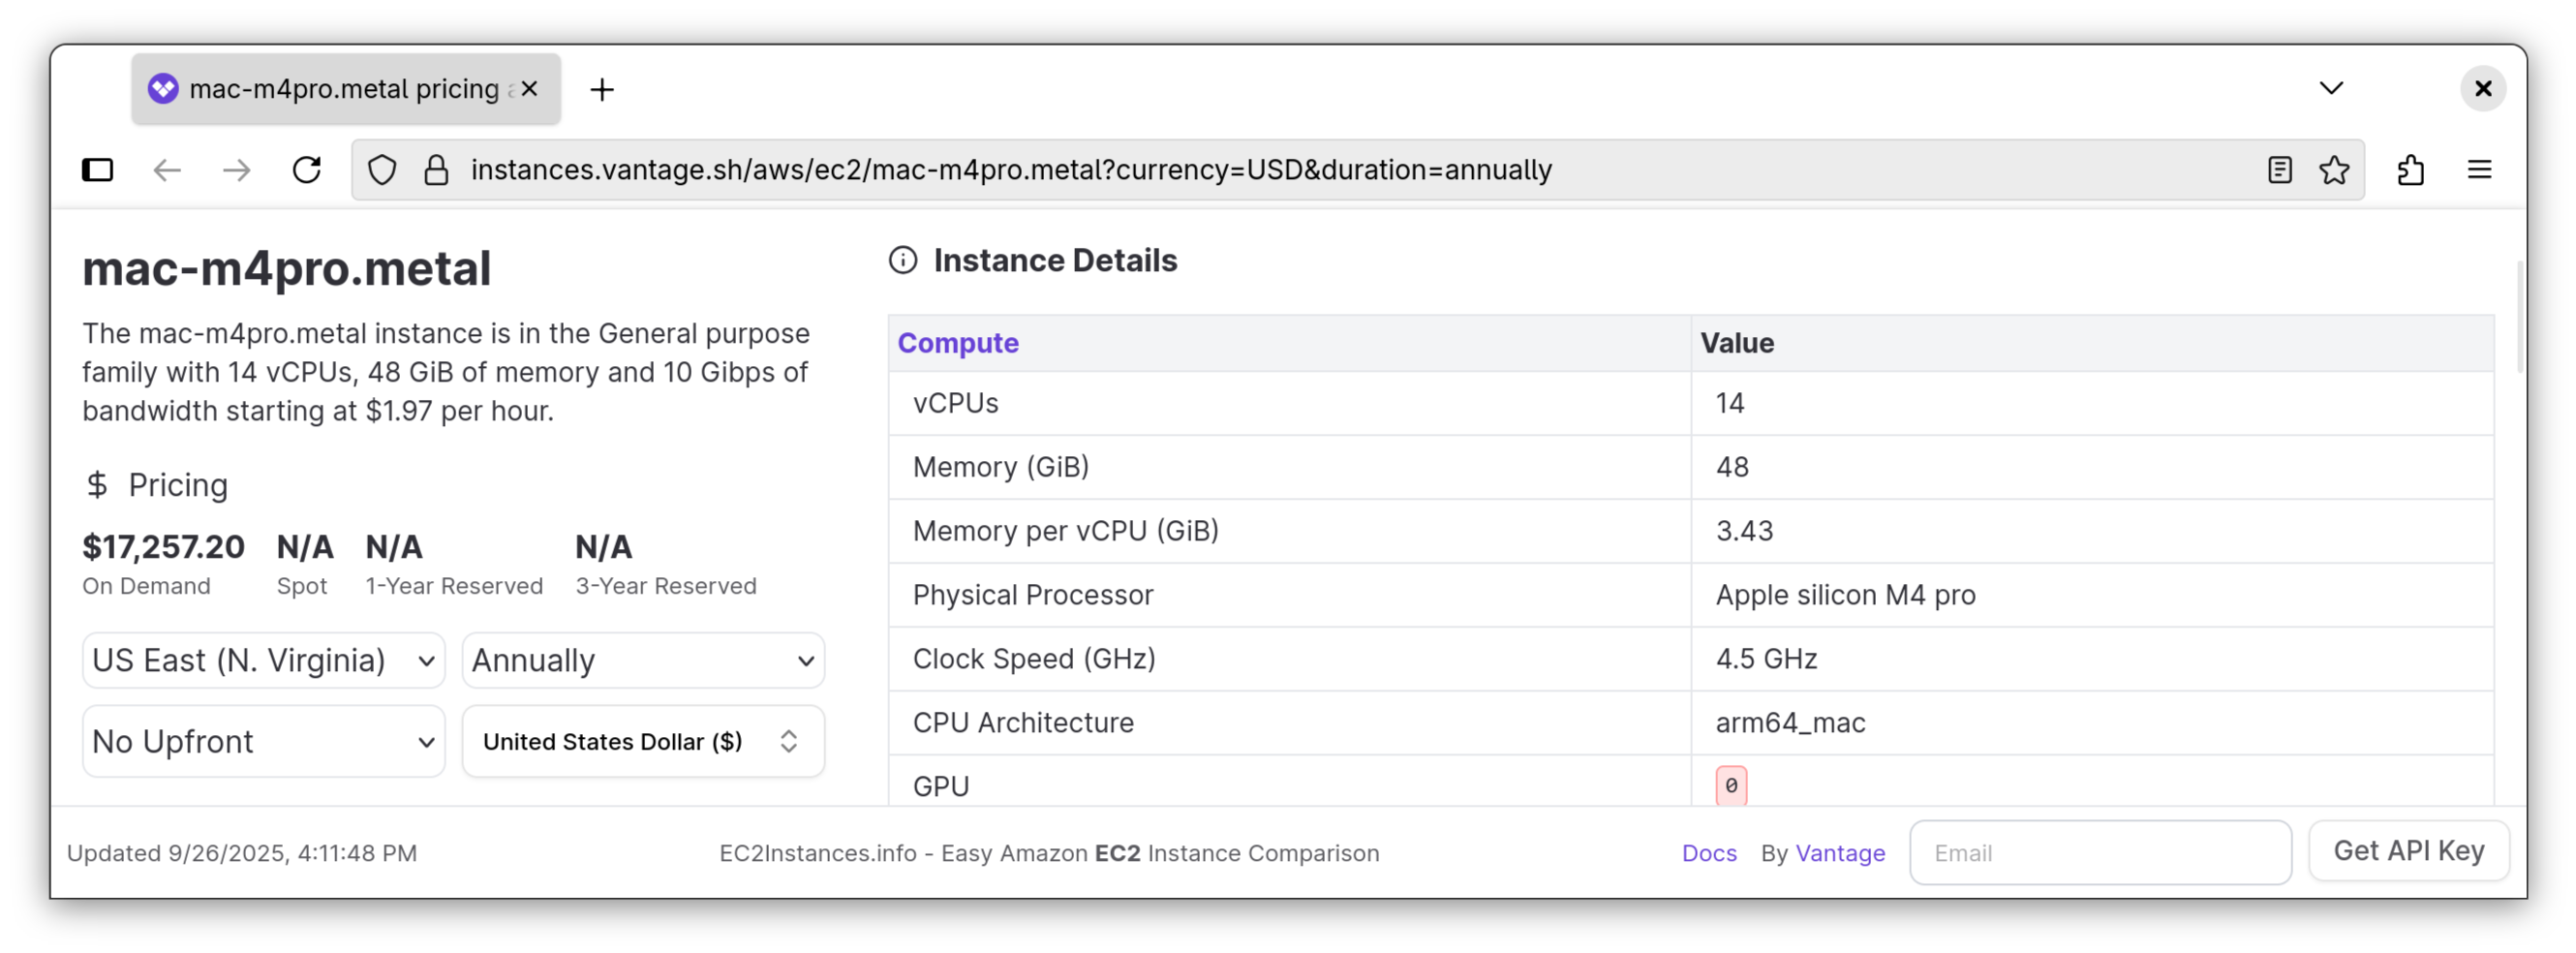 mac-m4pro.metal pricing
instances.vantage.sh/aws/ec2/mac-m4pro.metal?currency=USD&duration=annually
mac-m4pro.metal
The mac-m4pro.metal instance is in the General purpose
family with 14 vCPUs, 48 GiB of memory and 10 Gibps of
bandwidth starting at $1.97 per hour.
Pricing
$17,257.20 N/A N/A N/A
On Demand Spot 1-Year Reserved 3-Year Reserved
US East (N. Virginia) Annually
No Upfront United States Dollar ($)
Instance Details
Compute Value
vCPUs 14
Memory (GiB) 48
Memory per vCPU (GiB) 3.43
Physical Processor Apple silicon M4 pro
Clock Speed (GHz) 4.5 GHz
CPU Architecture arm64_mac
GPU 0
Updated 9/26/2025, 4:11:48 PM EC2Instances.info - Easy Amazon EC2 Instance Comparison Docs By Vantage Email Get API Key